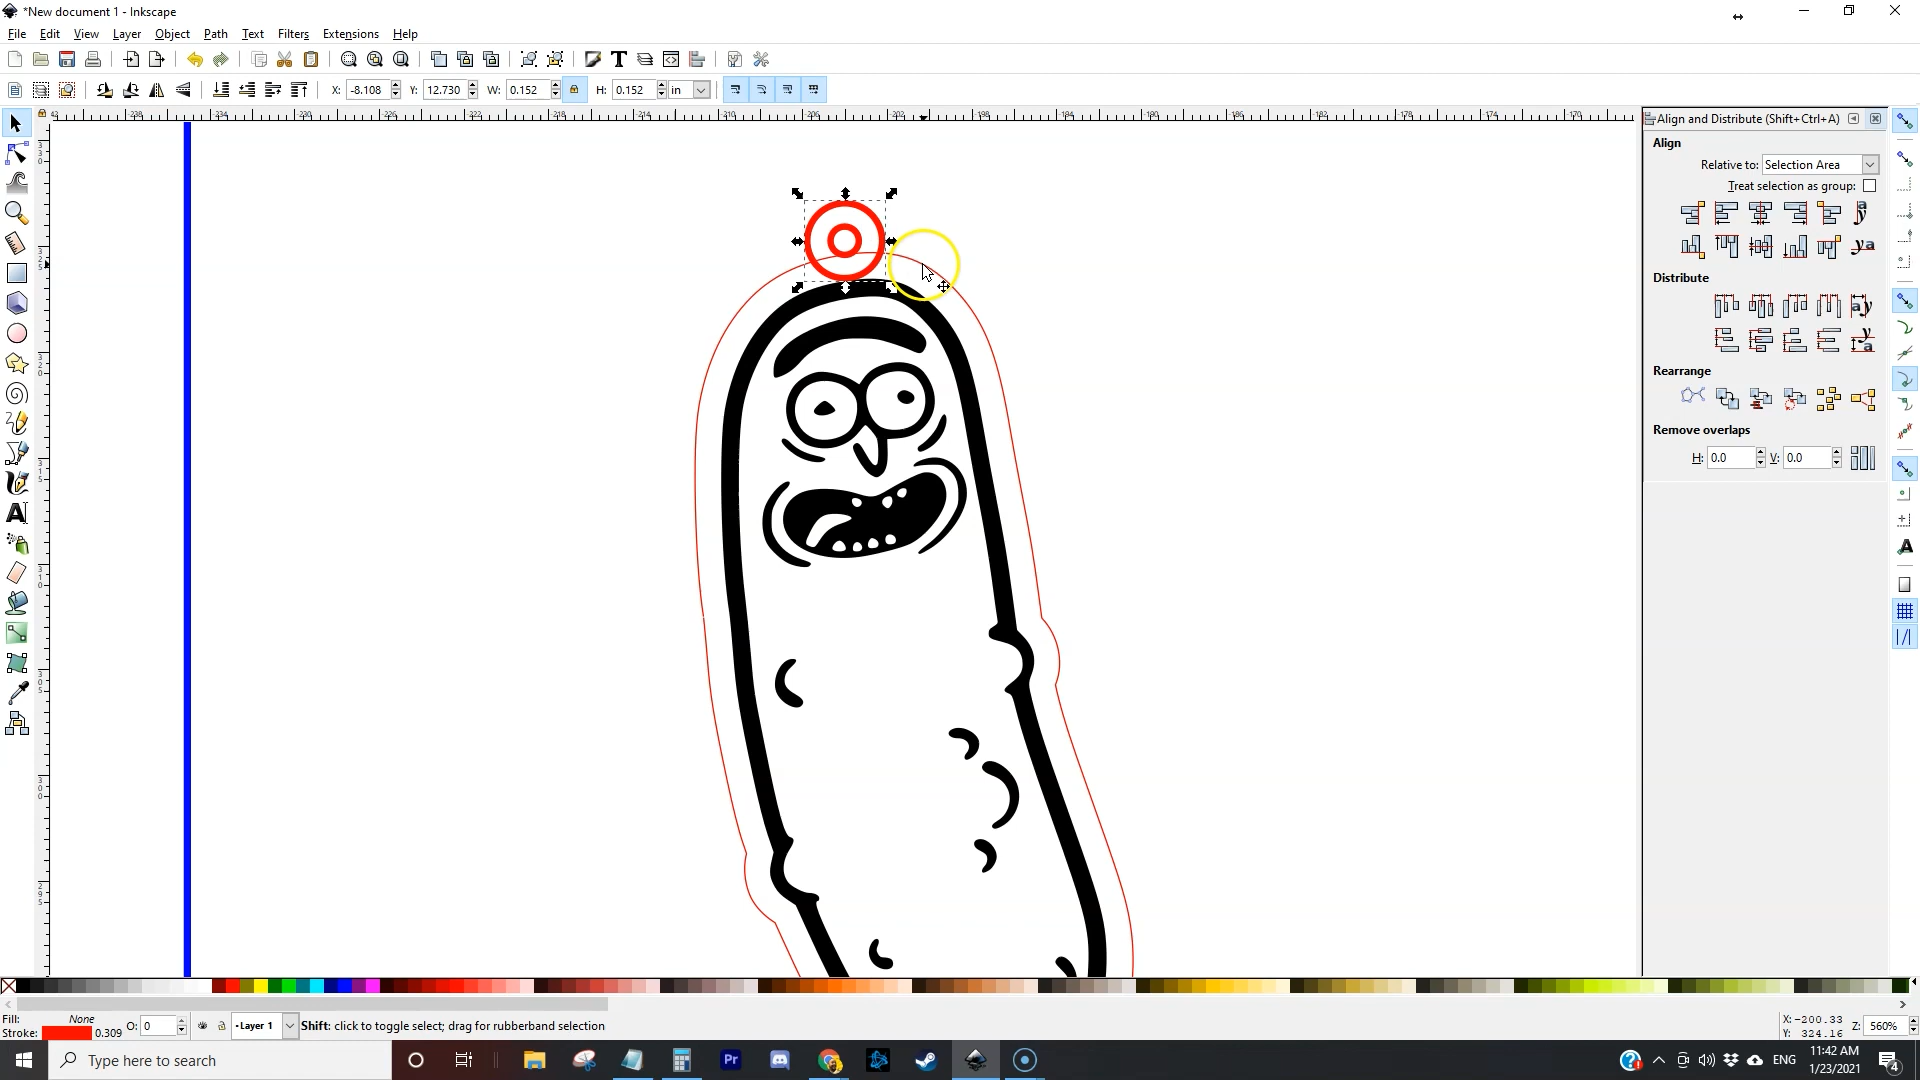 *New document 1 - Inkscape
File Edit View Layer Object Path Text Filters Extensions Help
X: -8.108 Y: 12.730 W: 0.152 H: 0.152 in
Align and Distribute (Shift+Ctrl+A)
Align
Relative to: Selection Area
Treat selection as group:
Distribute
Rearrange
Remove overlaps
H: 0.0 V: 0.0
Fill: None
Stroke: 0.309 O: 0 Layer 1 Shift: click to toggle select; drag for rubberband selection
X: -200.33
Y: 324.16 Z: 560%
Type here to search
ENG
11:42 AM
1/23/2021
4